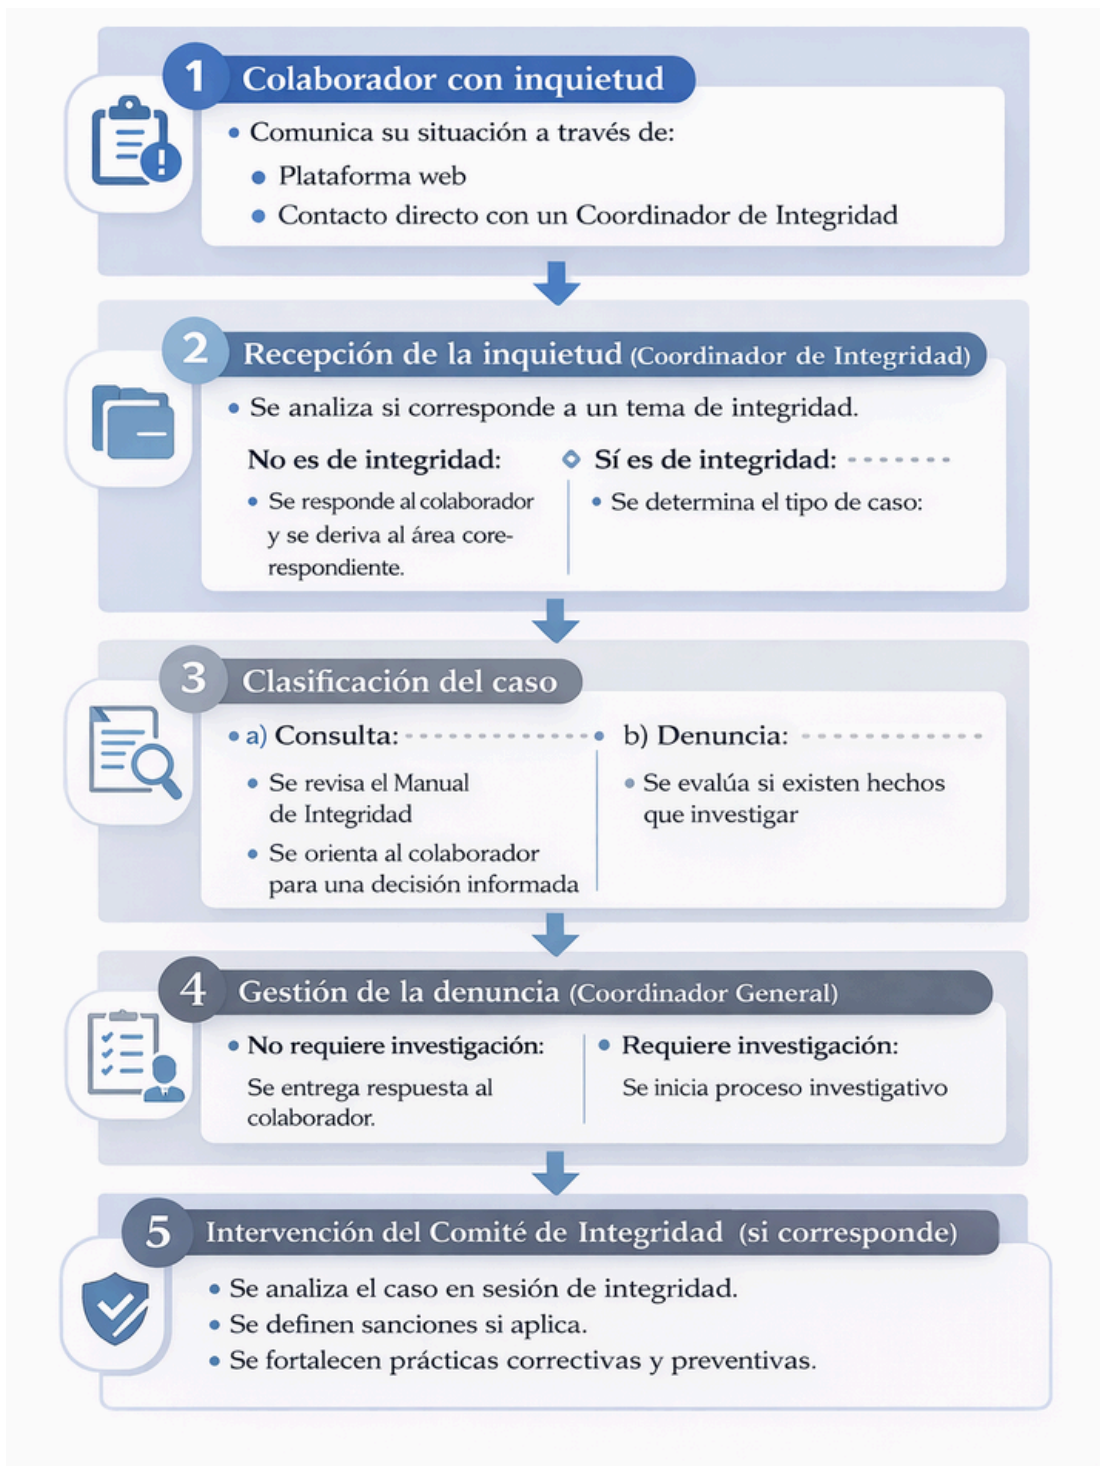 1 Colaborador con inquietud
• Comunica su situación a través de:
• Plataforma web
• Contacto directo con un Coordinador de Integridad
2 Recepción de la inquietud (Coordinador de Integridad)
• Se analiza si corresponde a un tema de integridad.
No es de integridad:
• Se responde al colaborador
y se deriva al área core-
respondiente.
Sí es de integridad:
• Se determina el tipo de caso:
3 Clasificación del caso
• a) Consulta:
• Se revisa el Manual
de Integridad
• Se orienta al colaborador
para una decisión informada
• b) Denuncia:
• Se evalúa si existen hechos
que investigar
4 Gestión de la denuncia (Coordinador General)
• No requiere investigación:
Se entrega respuesta al
colaborador.
• Requiere investigación:
Se inicia proceso investigativo
5 Intervención del Comité de Integridad (si corresponde)
• Se analiza el caso en sesión de integridad.
• Se definen sanciones si aplica.
• Se fortalecen prácticas correctivas y preventivas.